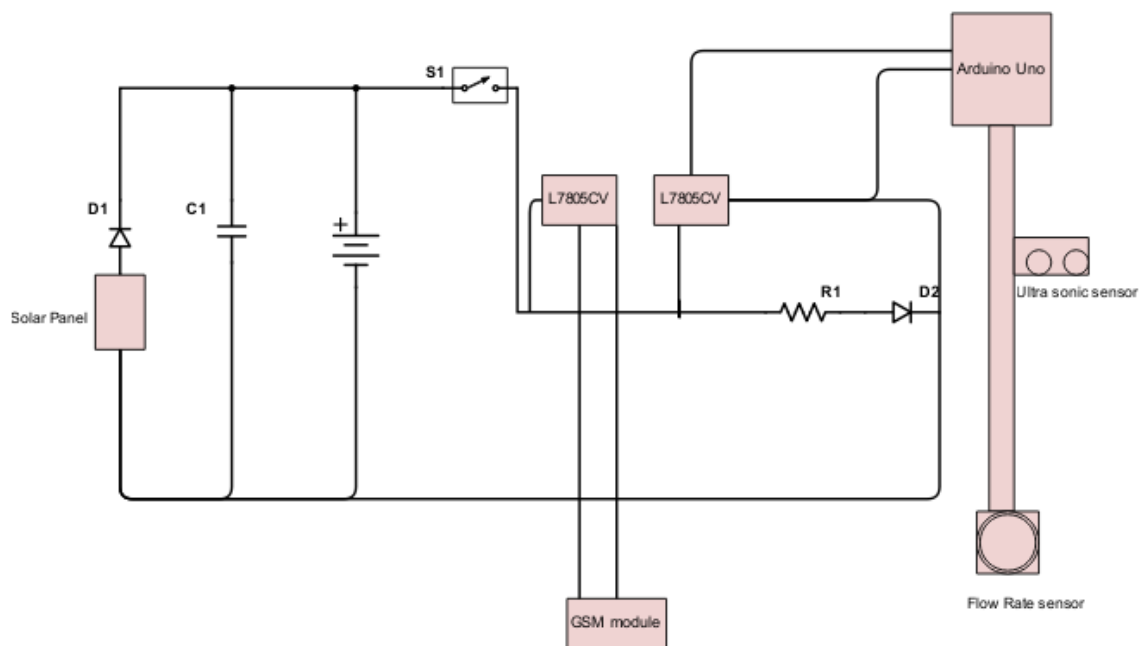 S1
Arduino Uno
L7805CV
L7805CV
D1
C1
+
R1
D2
Ultra sonic sensor
Solar Panel
Flow Rate sensor
GSM module